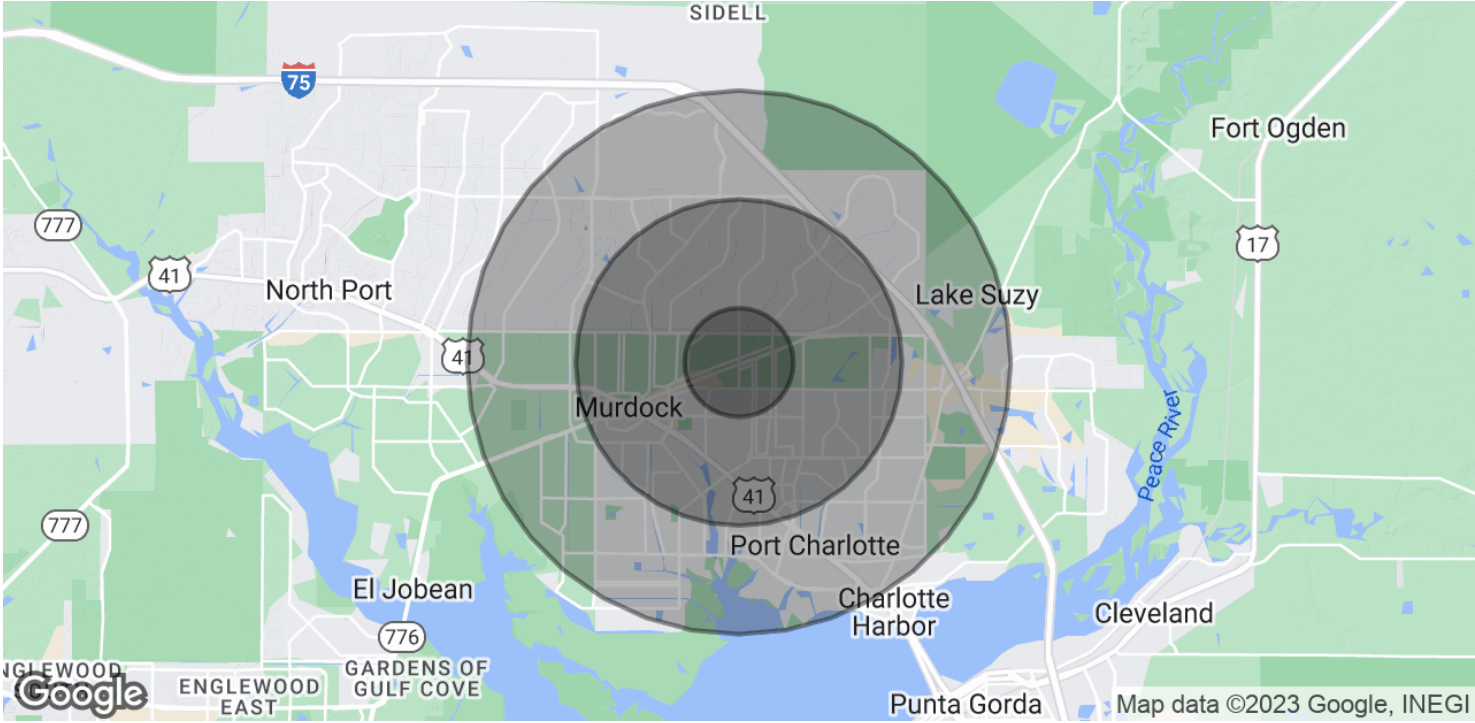 SIDELL
75
Fort Ogden
777
17
41
North Port
Lake Suzy
41
Murdock
Peace River
41
777
Port Charlotte
El Jobean
Charlotte
Harbor
Cleveland
776
GARDENS OF
GULF COVE
NGLEWOOD
ENGLEWOOD
EAST
Google
Punta Gorda
Map data ©2023 Google, INEGI